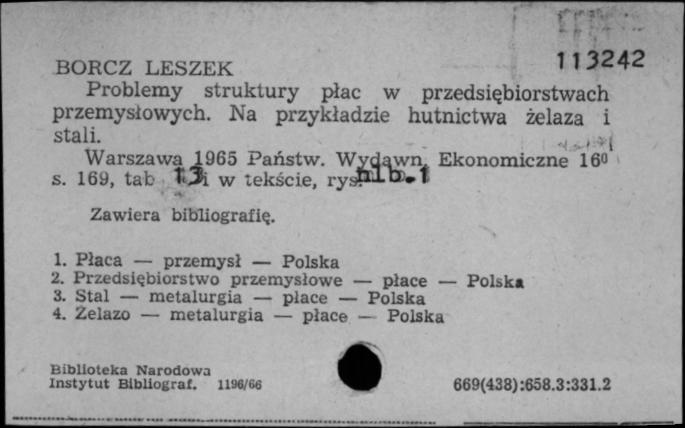 113242
BORCZ LESZEK
Problemy struktury płac w przedsiębiorstwach
przemysłowych. Na przykładzie hutnictwa żelaza i
stali.
Warszawa 1965 Państw. Wydawn. Ekonomiczne 16⁰
s. 169, tab 13 i w tekście, rys. nlb.1
Zawiera bibliografię.
1. Płaca — przemysł — Polska
2. Przedsiębiorstwo przemysłowe — płace — Polska
3. Stal — metalurgia — płace — Polska
4. Żelazo — metalurgia — płace — Polska
Biblioteka Narodowa
Instytut Bibliograf. 1196/66
669(438):658.3:331.2